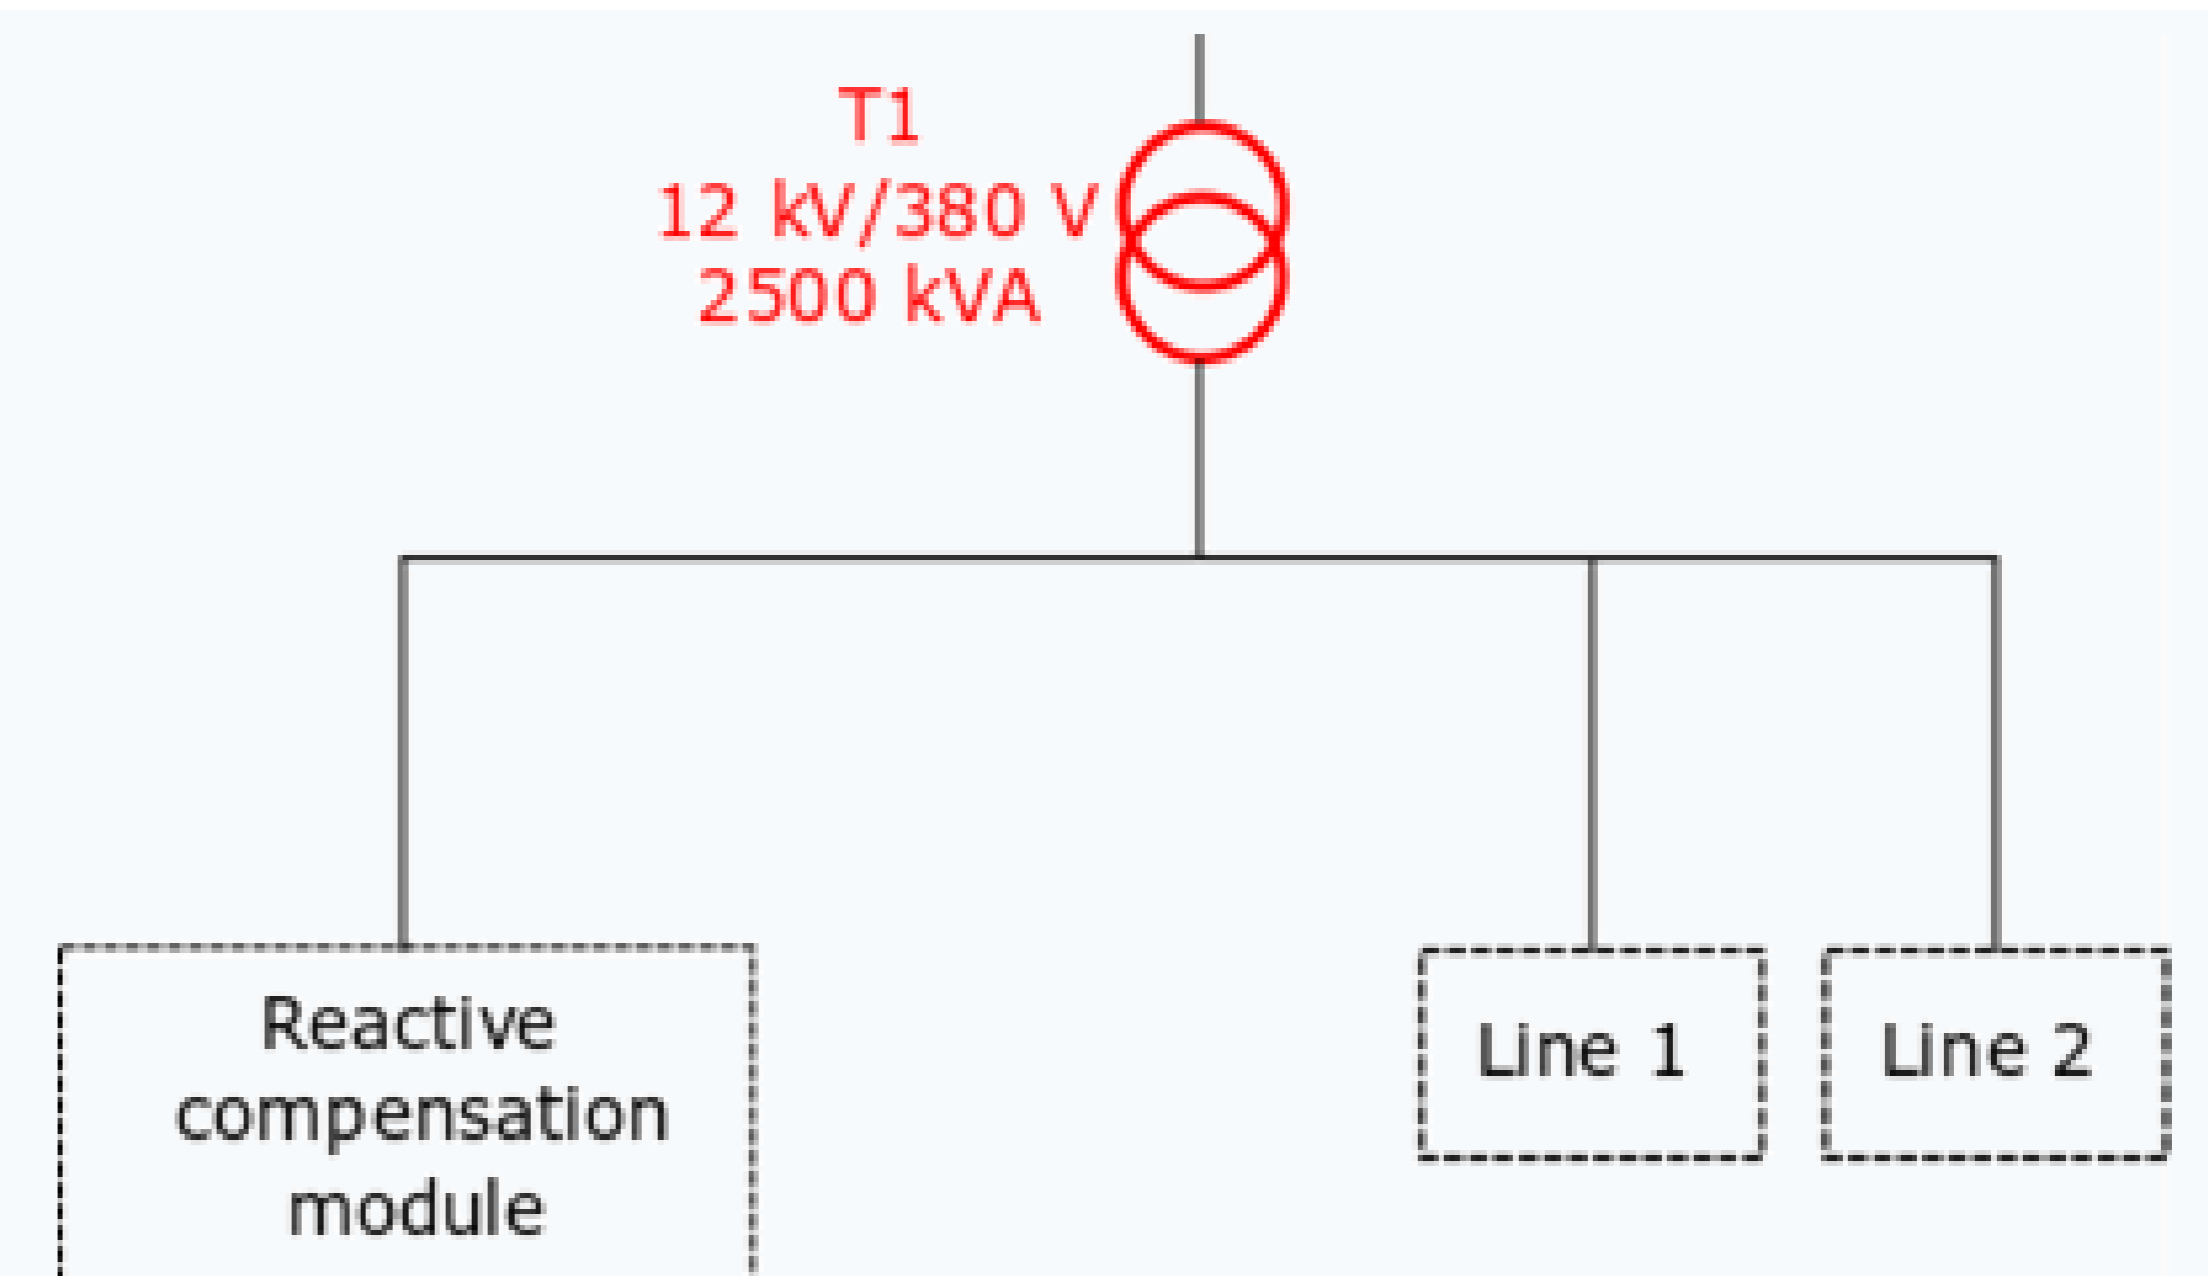 T1
12 kV/380 V
2500 kVA
Reactive
compensation
module
Line 1
Line 2